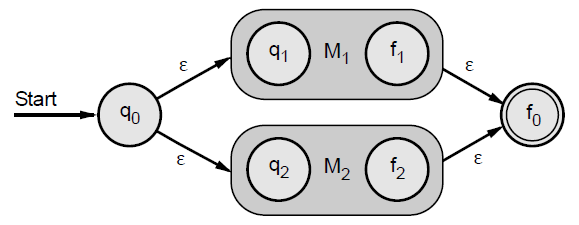 ε q₁ M₁ f₁ ε
Start q₀ f₀
ε q₂ M₂ f₂ ε